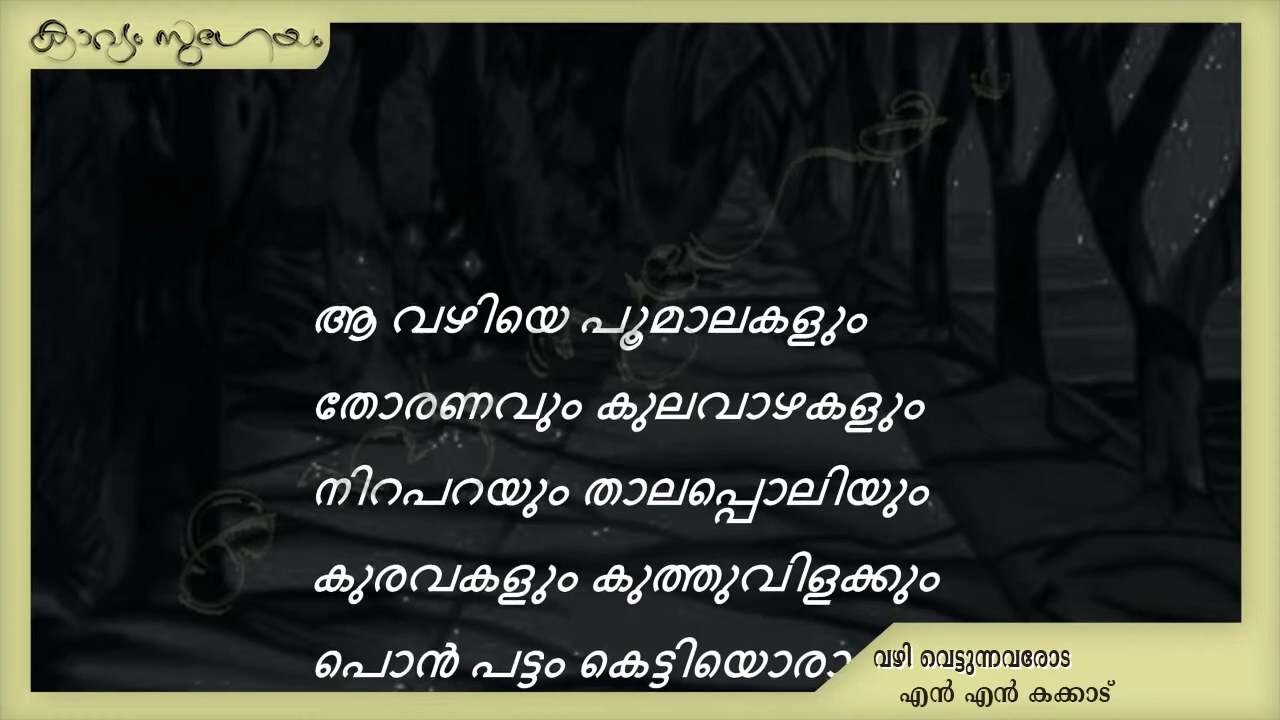 കാവ്യം സുഗേയം
ആ വഴിയെ പൂമാലകളും
തോരണവും കുലവാഴകളും
നിറപറയും താലപ്പൊലിയും
കുരവകളും കുത്തുവിളക്കും
പൊൻ പട്ടം കെട്ടിയൊരാ
വഴി വെട്ടുന്നവരോട
എൻ എൻ കക്കാട്